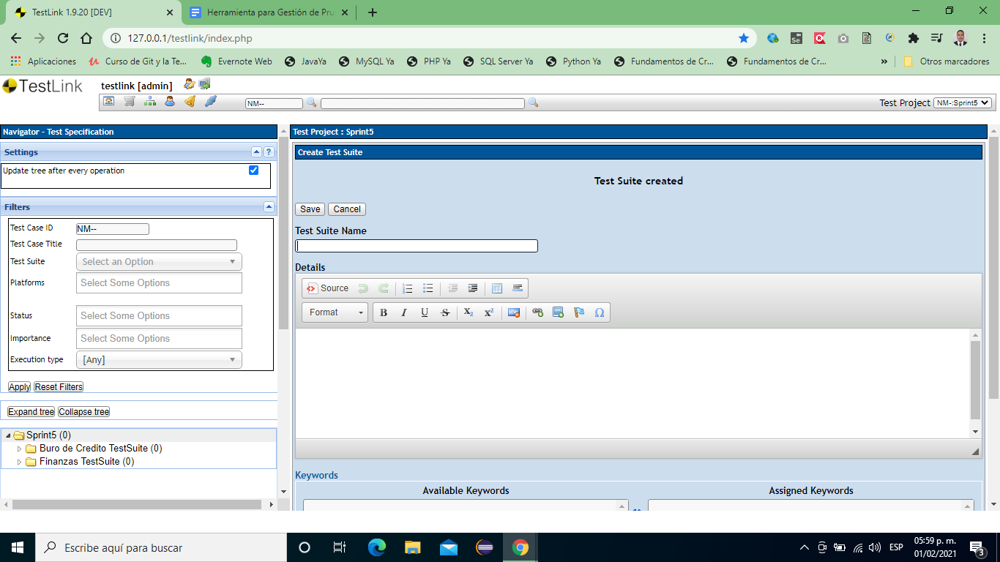 TestLink 1.9.20 [DEV]
Herramienta para Gestión de Pru
127.0.0.1/testlink/index.php
Aplicaciones
Curso de Git y la Te...
Evernote Web
JavaYa
MySQL Ya
PHP Ya
SQL Server Ya
Python Ya
Fundamentos de Cr...
Fundamentos de Cr...
»
Otros marcadores
TestLink
testlink [admin]
NM--
Test Project
NM-:Sprint5
Navigator - Test Specification
Settings
?
Update tree after every operation
Filters
Test Case ID
NM--
Test Case Title
Test Suite
Select an Option
Platforms
Select Some Options
Status
Select Some Options
Importance
Select Some Options
Execution type
[Any]
Apply
Reset Filters
Expand tree
Collapse tree
Sprint5 (0)
Buro de Credito TestSuite (0)
Finanzas TestSuite (0)
Test Project : Sprint5
Create Test Suite
Test Suite created
Save
Cancel
Test Suite Name
Details
Source
Format
B I U S X₂ X² Ω
Keywords
Available Keywords
Assigned Keywords
Escribe aquí para buscar
ESP
05:59 p. m.
01/02/2021
3